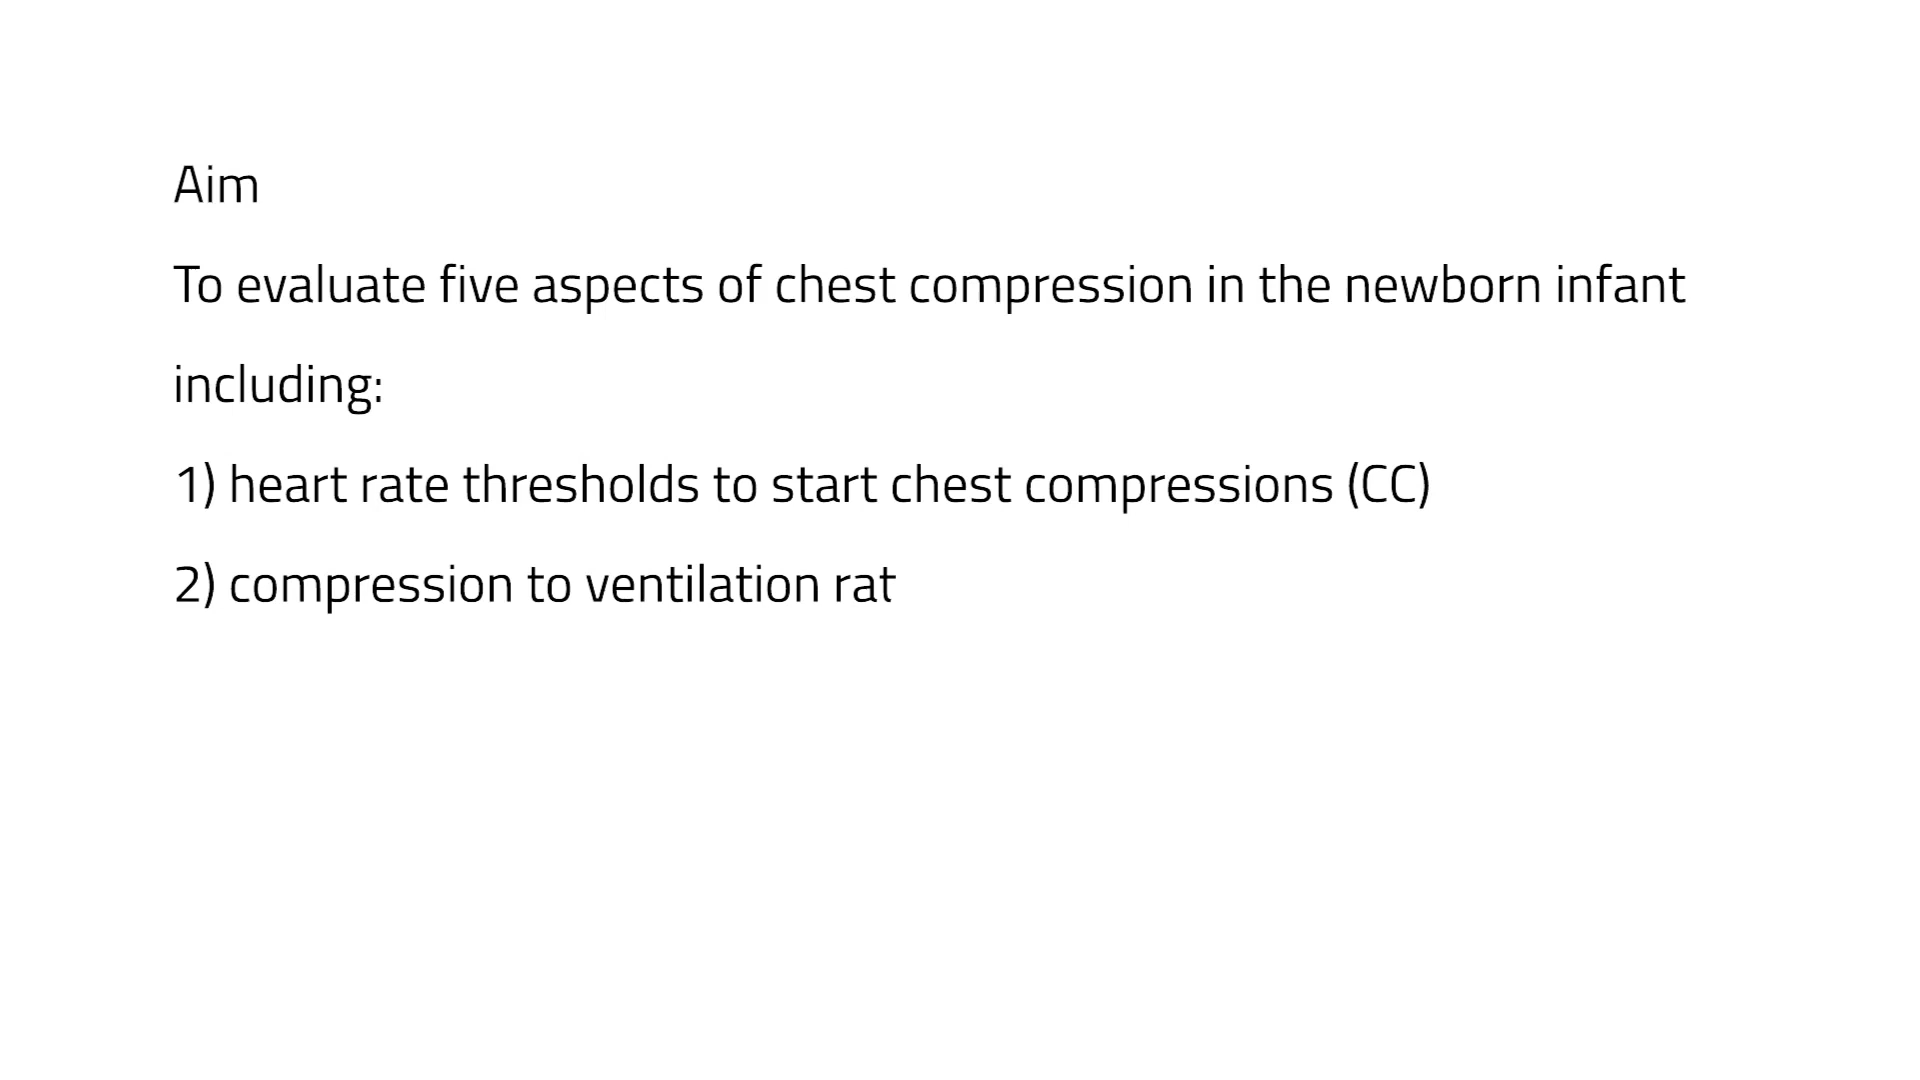 Aim
To evaluate five aspects of chest compression in the newborn infant
including:
1) heart rate thresholds to start chest compressions (CC)
2) compression to ventilation rat